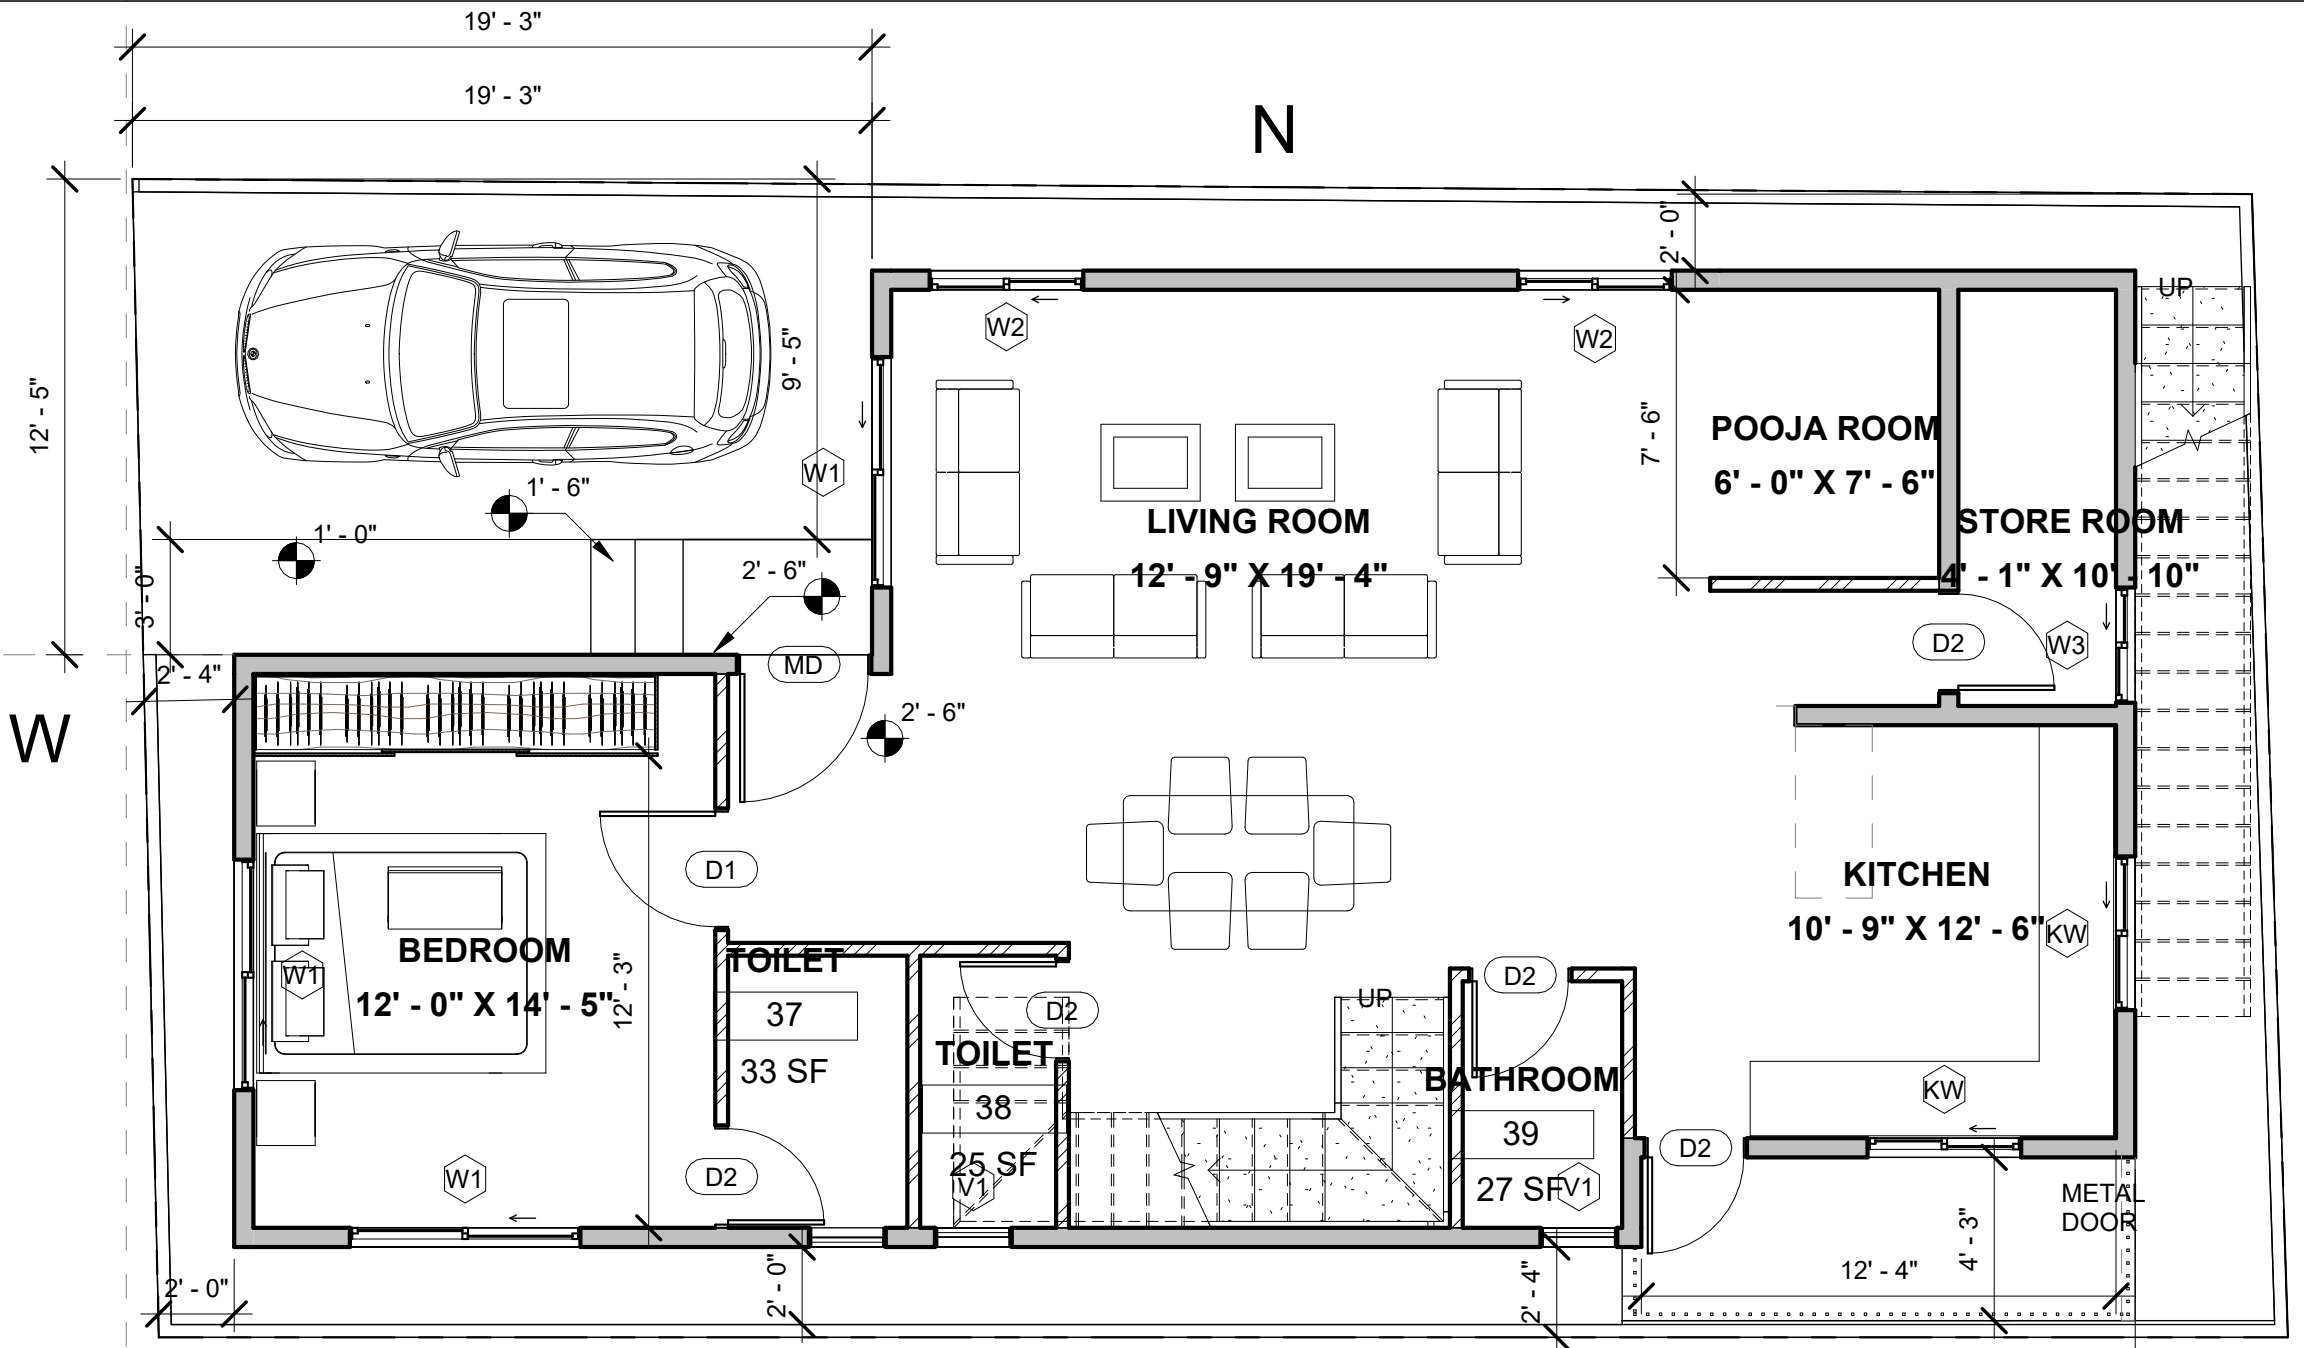 19' - 3"
19' - 3"
N
12' - 5"
9' - 5"
2' - 0"
UP
W2
W2
W1
1' - 6"
1' - 0"
2' - 6"
3' - 0"
2' - 4"
MD
2' - 6"
W
LIVING ROOM
12' - 9" X 19' - 4"
7' - 6"
POOJA ROOM
6' - 0" X 7' - 6"
STORE ROOM
4' - 1" X 10' - 10"
D2
W3
D1
KITCHEN
10' - 9" X 12' - 6"
KW
KW
BEDROOM
12' - 0" X 14' - 5"
W1
12' - 3"
W1
TOILET
37
33 SF
D2
TOILET
38
25 SF
V1
D2
UP
D2
BATHROOM
39
27 SF
V1
D2
METAL
DOOR
4' - 3"
12' - 4"
2' - 0"
2' - 0"
2' - 4"